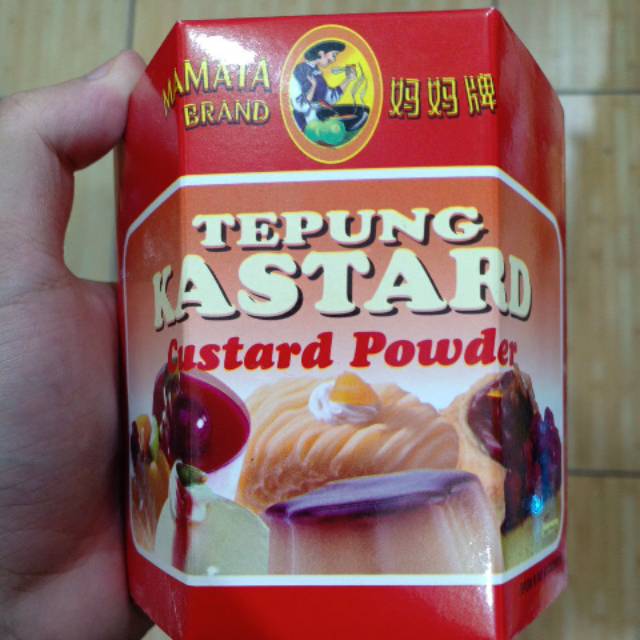 MAMATA
BRAND
妈妈牌
TEPUNG
KASTARD
Custard Powder